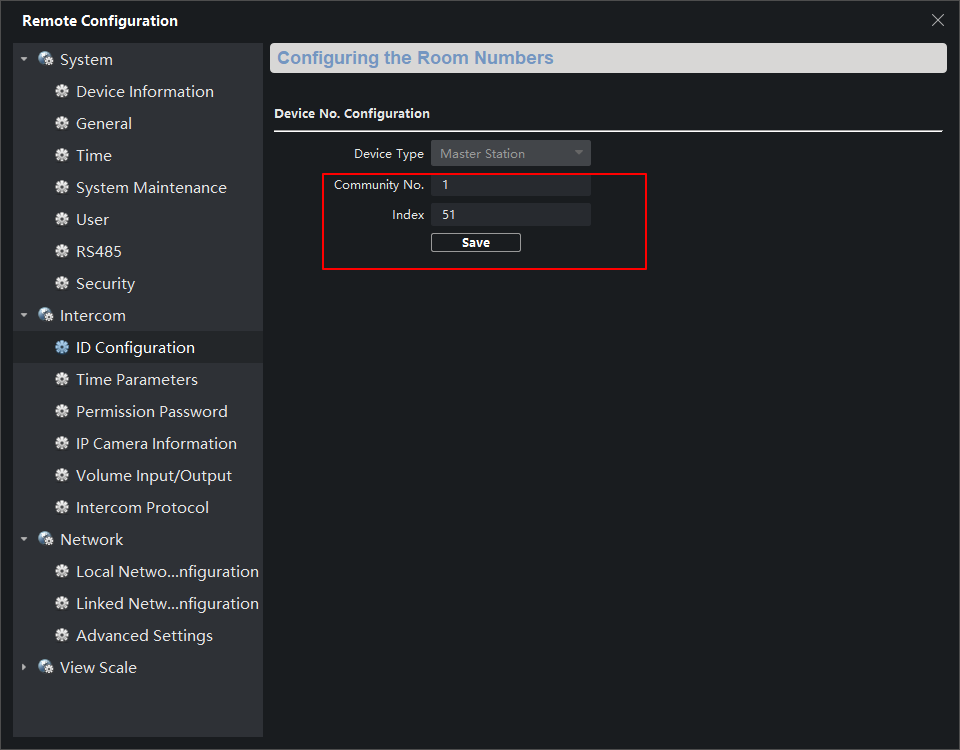 Remote Configuration
System
Device Information
General
Time
System Maintenance
User
RS485
Security
Intercom
ID Configuration
Time Parameters
Permission Password
IP Camera Information
Volume Input/Output
Intercom Protocol
Network
Local Netwo...nfiguration
Linked Netw...nfiguration
Advanced Settings
View Scale
Configuring the Room Numbers
Device No. Configuration
Device Type Master Station
Community No. 1
Index 51
Save